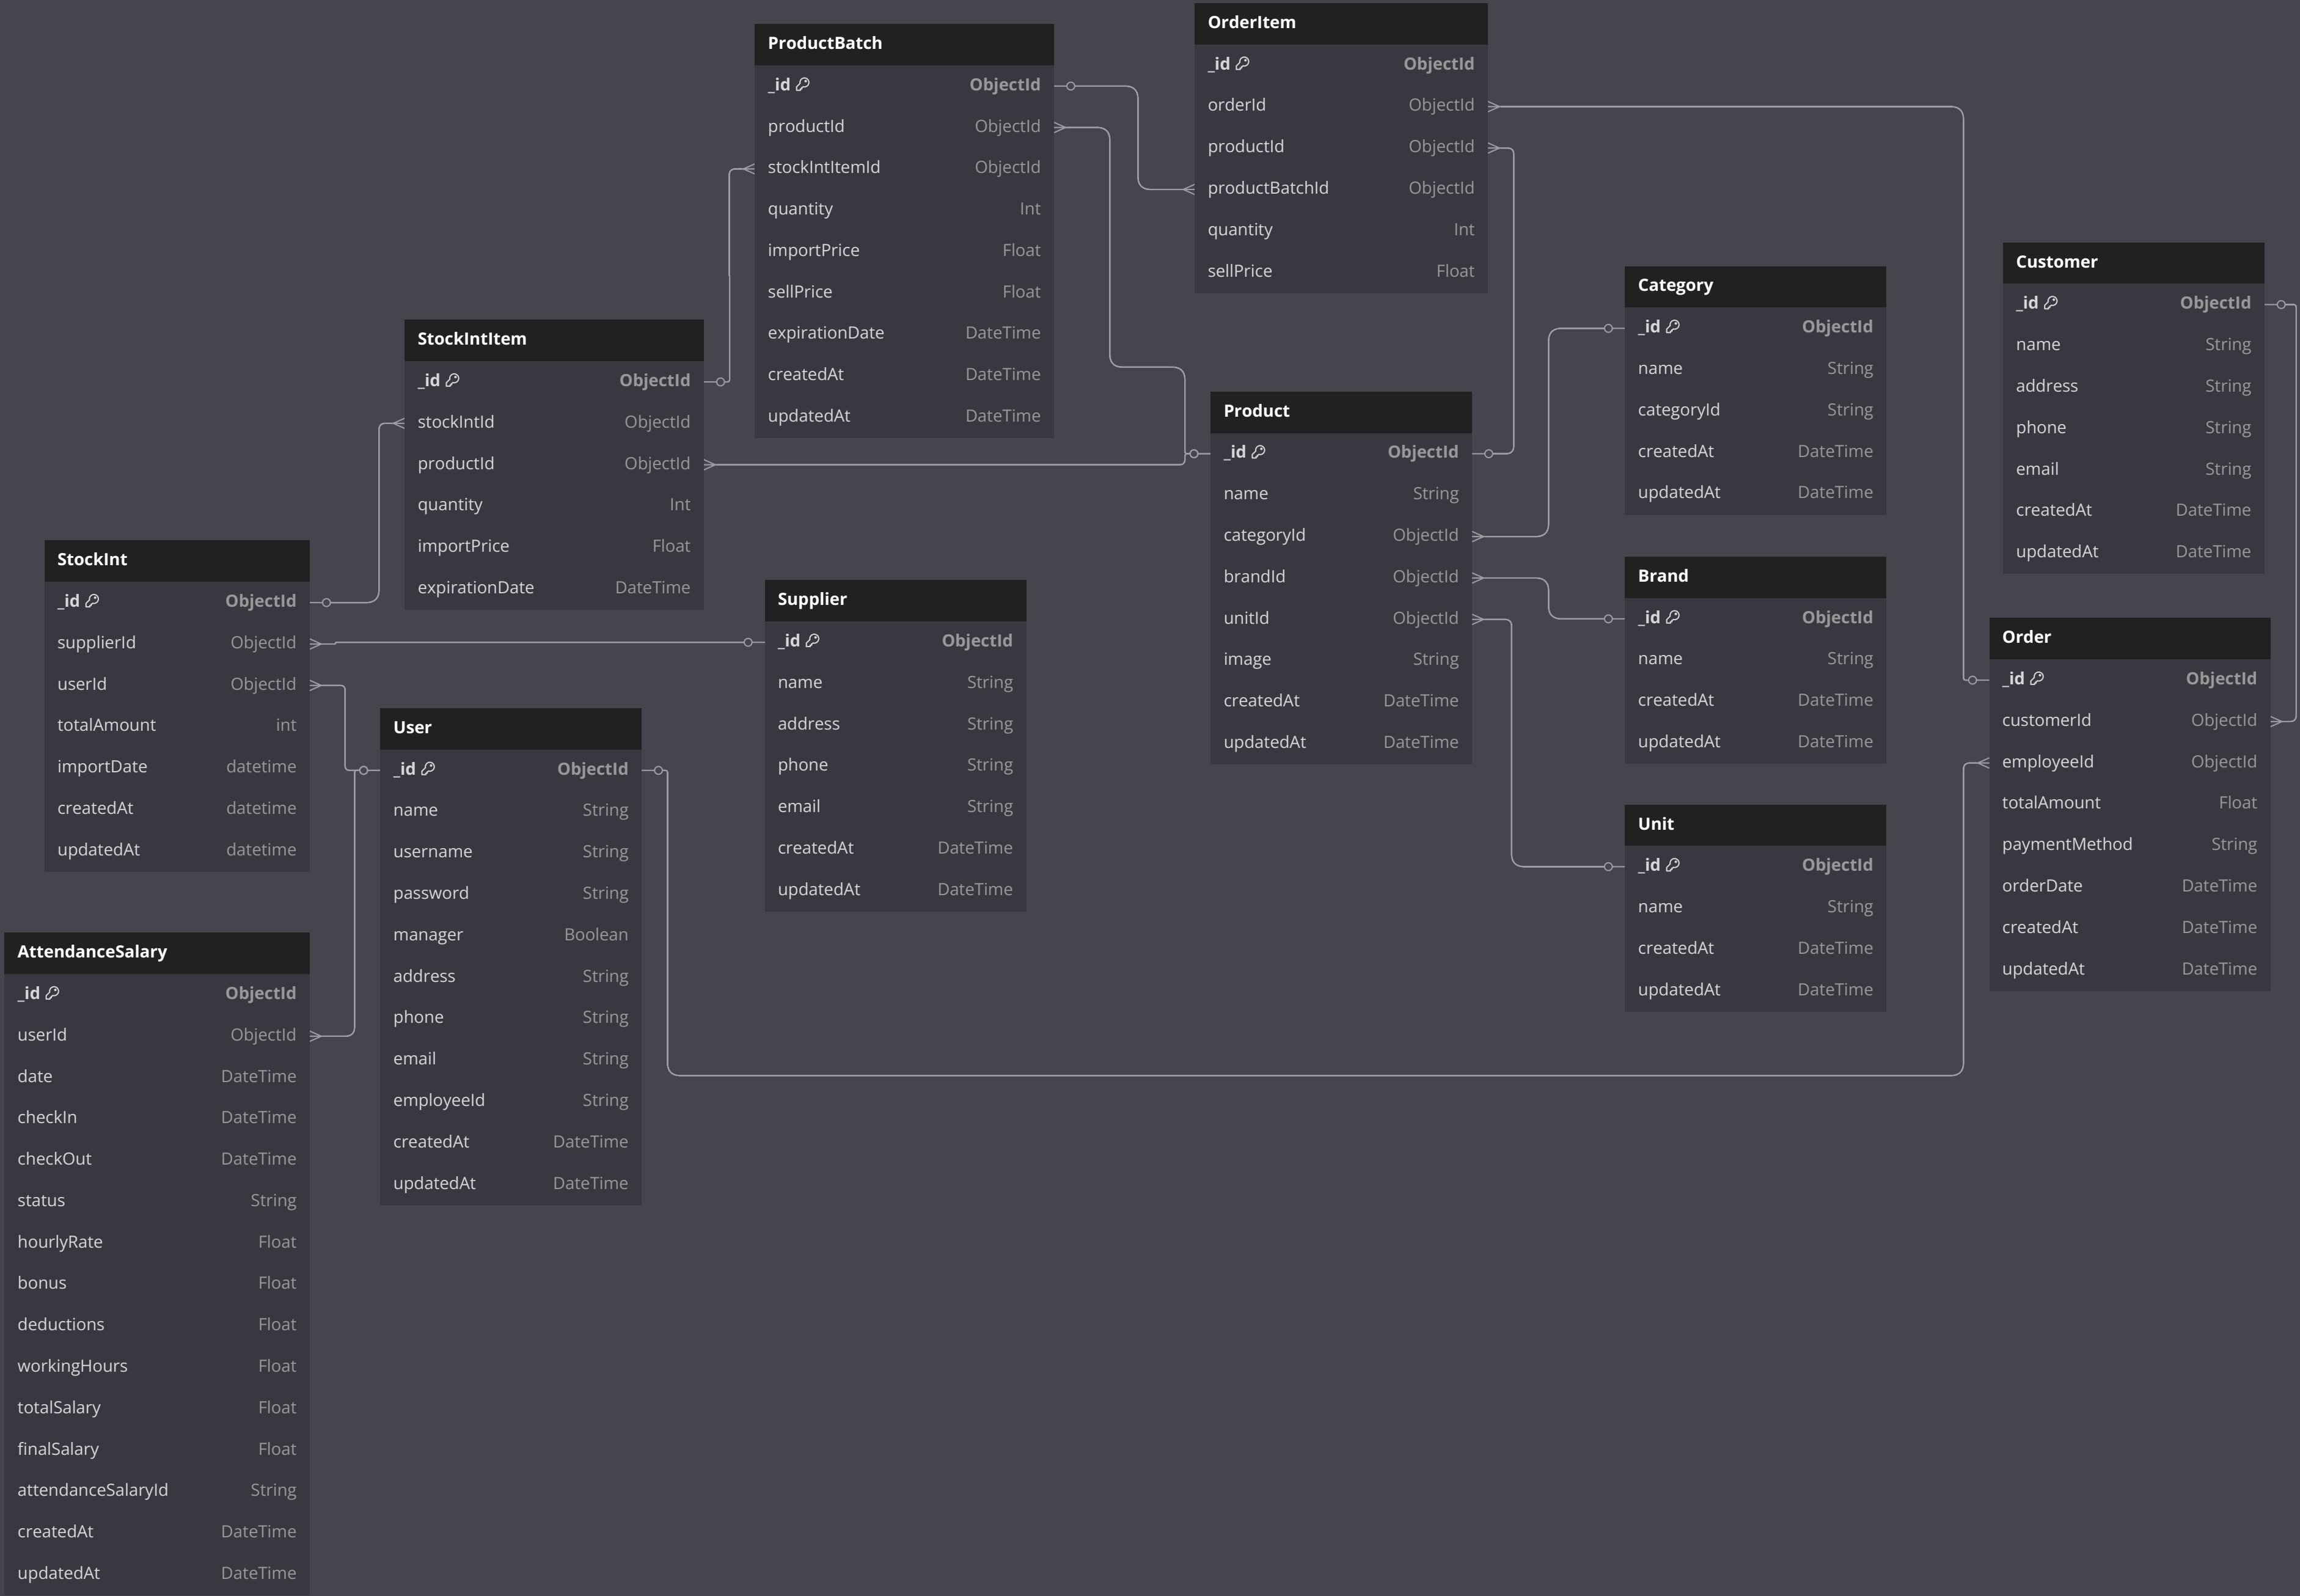 ProductBatch
_id ObjectId
productId ObjectId
stockIntItemId ObjectId
quantity Int
importPrice Float
sellPrice Float
expirationDate DateTime
createdAt DateTime
updatedAt DateTime
OrderItem
_id ObjectId
orderId ObjectId
productId ObjectId
productBatchId ObjectId
quantity Int
sellPrice Float
Category
_id ObjectId
name String
categoryId String
createdAt DateTime
updatedAt DateTime
Customer
_id ObjectId
name String
address String
phone String
email String
createdAt DateTime
updatedAt DateTime
StockIntItem
_id ObjectId
stockIntId ObjectId
productId ObjectId
quantity Int
importPrice Float
expirationDate DateTime
Product
_id ObjectId
name String
categoryId ObjectId
brandId ObjectId
unitId ObjectId
image String
createdAt DateTime
updatedAt DateTime
StockInt
_id ObjectId
supplierId ObjectId
userId ObjectId
totalAmount int
importDate datetime
createdAt datetime
updatedAt datetime
Supplier
_id ObjectId
name String
address String
phone String
email String
createdAt DateTime
updatedAt DateTime
Brand
_id ObjectId
name String
createdAt DateTime
updatedAt DateTime
Order
_id ObjectId
customerId ObjectId
employeeId ObjectId
totalAmount Float
paymentMethod String
orderDate DateTime
createdAt DateTime
updatedAt DateTime
User
_id ObjectId
name String
username String
password String
manager Boolean
address String
phone String
email String
employeeId String
createdAt DateTime
updatedAt DateTime
Unit
_id ObjectId
name String
createdAt DateTime
updatedAt DateTime
AttendanceSalary
_id ObjectId
userId ObjectId
date DateTime
checkIn DateTime
checkOut DateTime
status String
hourlyRate Float
bonus Float
deductions Float
workingHours Float
totalSalary Float
finalSalary Float
attendanceSalaryId String
createdAt DateTime
updatedAt DateTime